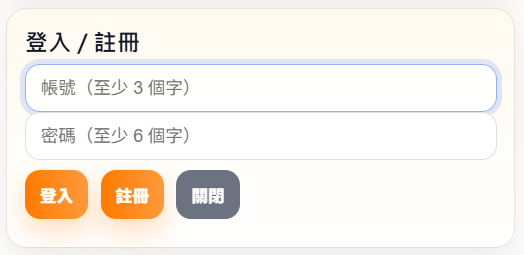 登入 / 註冊
帳號（至少 3 個字）
密碼（至少 6 個字）
登入 註冊 關閉